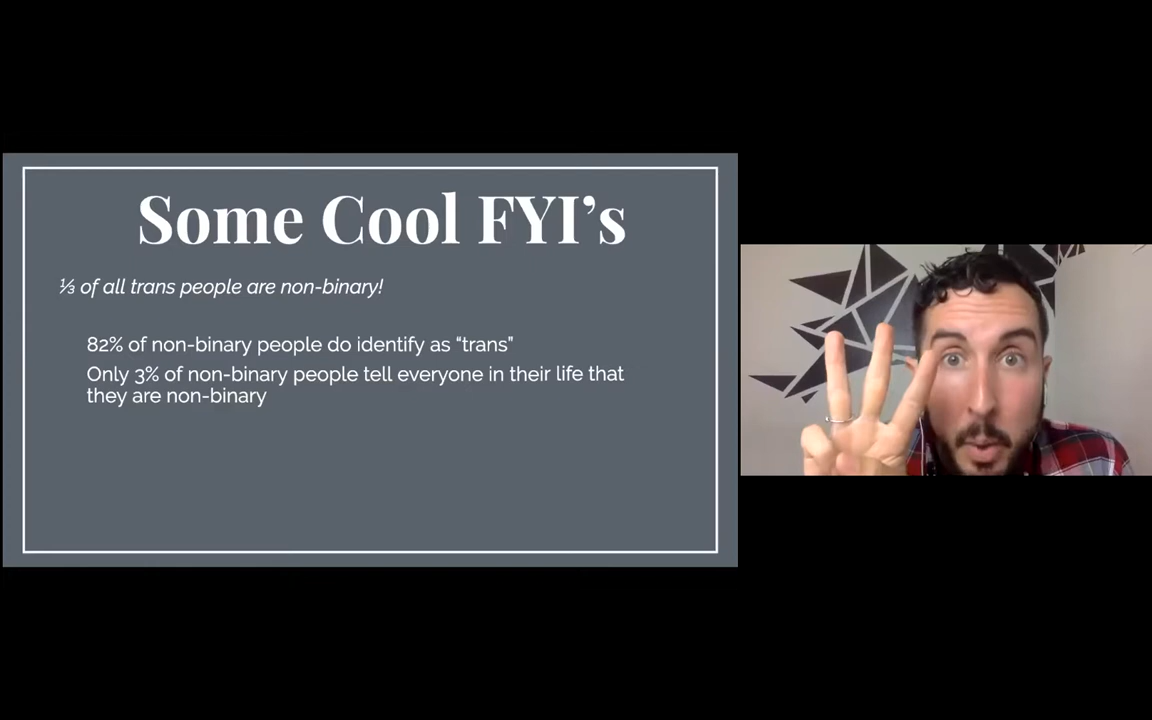 Some Cool FYI’s
⅓ of all trans people are non-binary!
82% of non-binary people do identify as “trans”
Only 3% of non-binary people tell everyone in their life that
they are non-binary